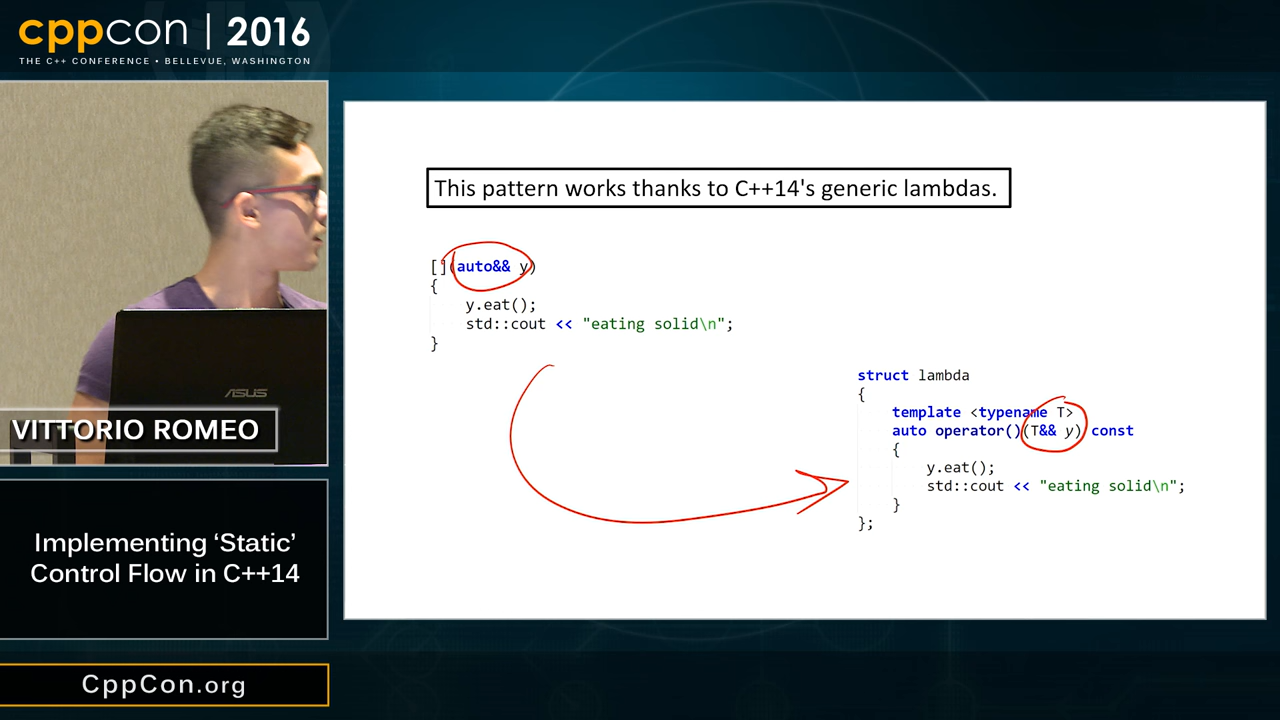 cppcon | 2016
THE C++ CONFERENCE • BELLEVUE, WASHINGTON
ASUS
VITTORIO ROMEO
Implementing ‘Static’
Control Flow in C++14
CppCon.org
This pattern works thanks to C++14's generic lambdas.
[](auto&& y)
{
y.eat();
std::cout << "eating solid\n";
}
struct lambda
{
template <typename T>
auto operator()(T&& y) const
{
y.eat();
std::cout << "eating solid\n";
}
};